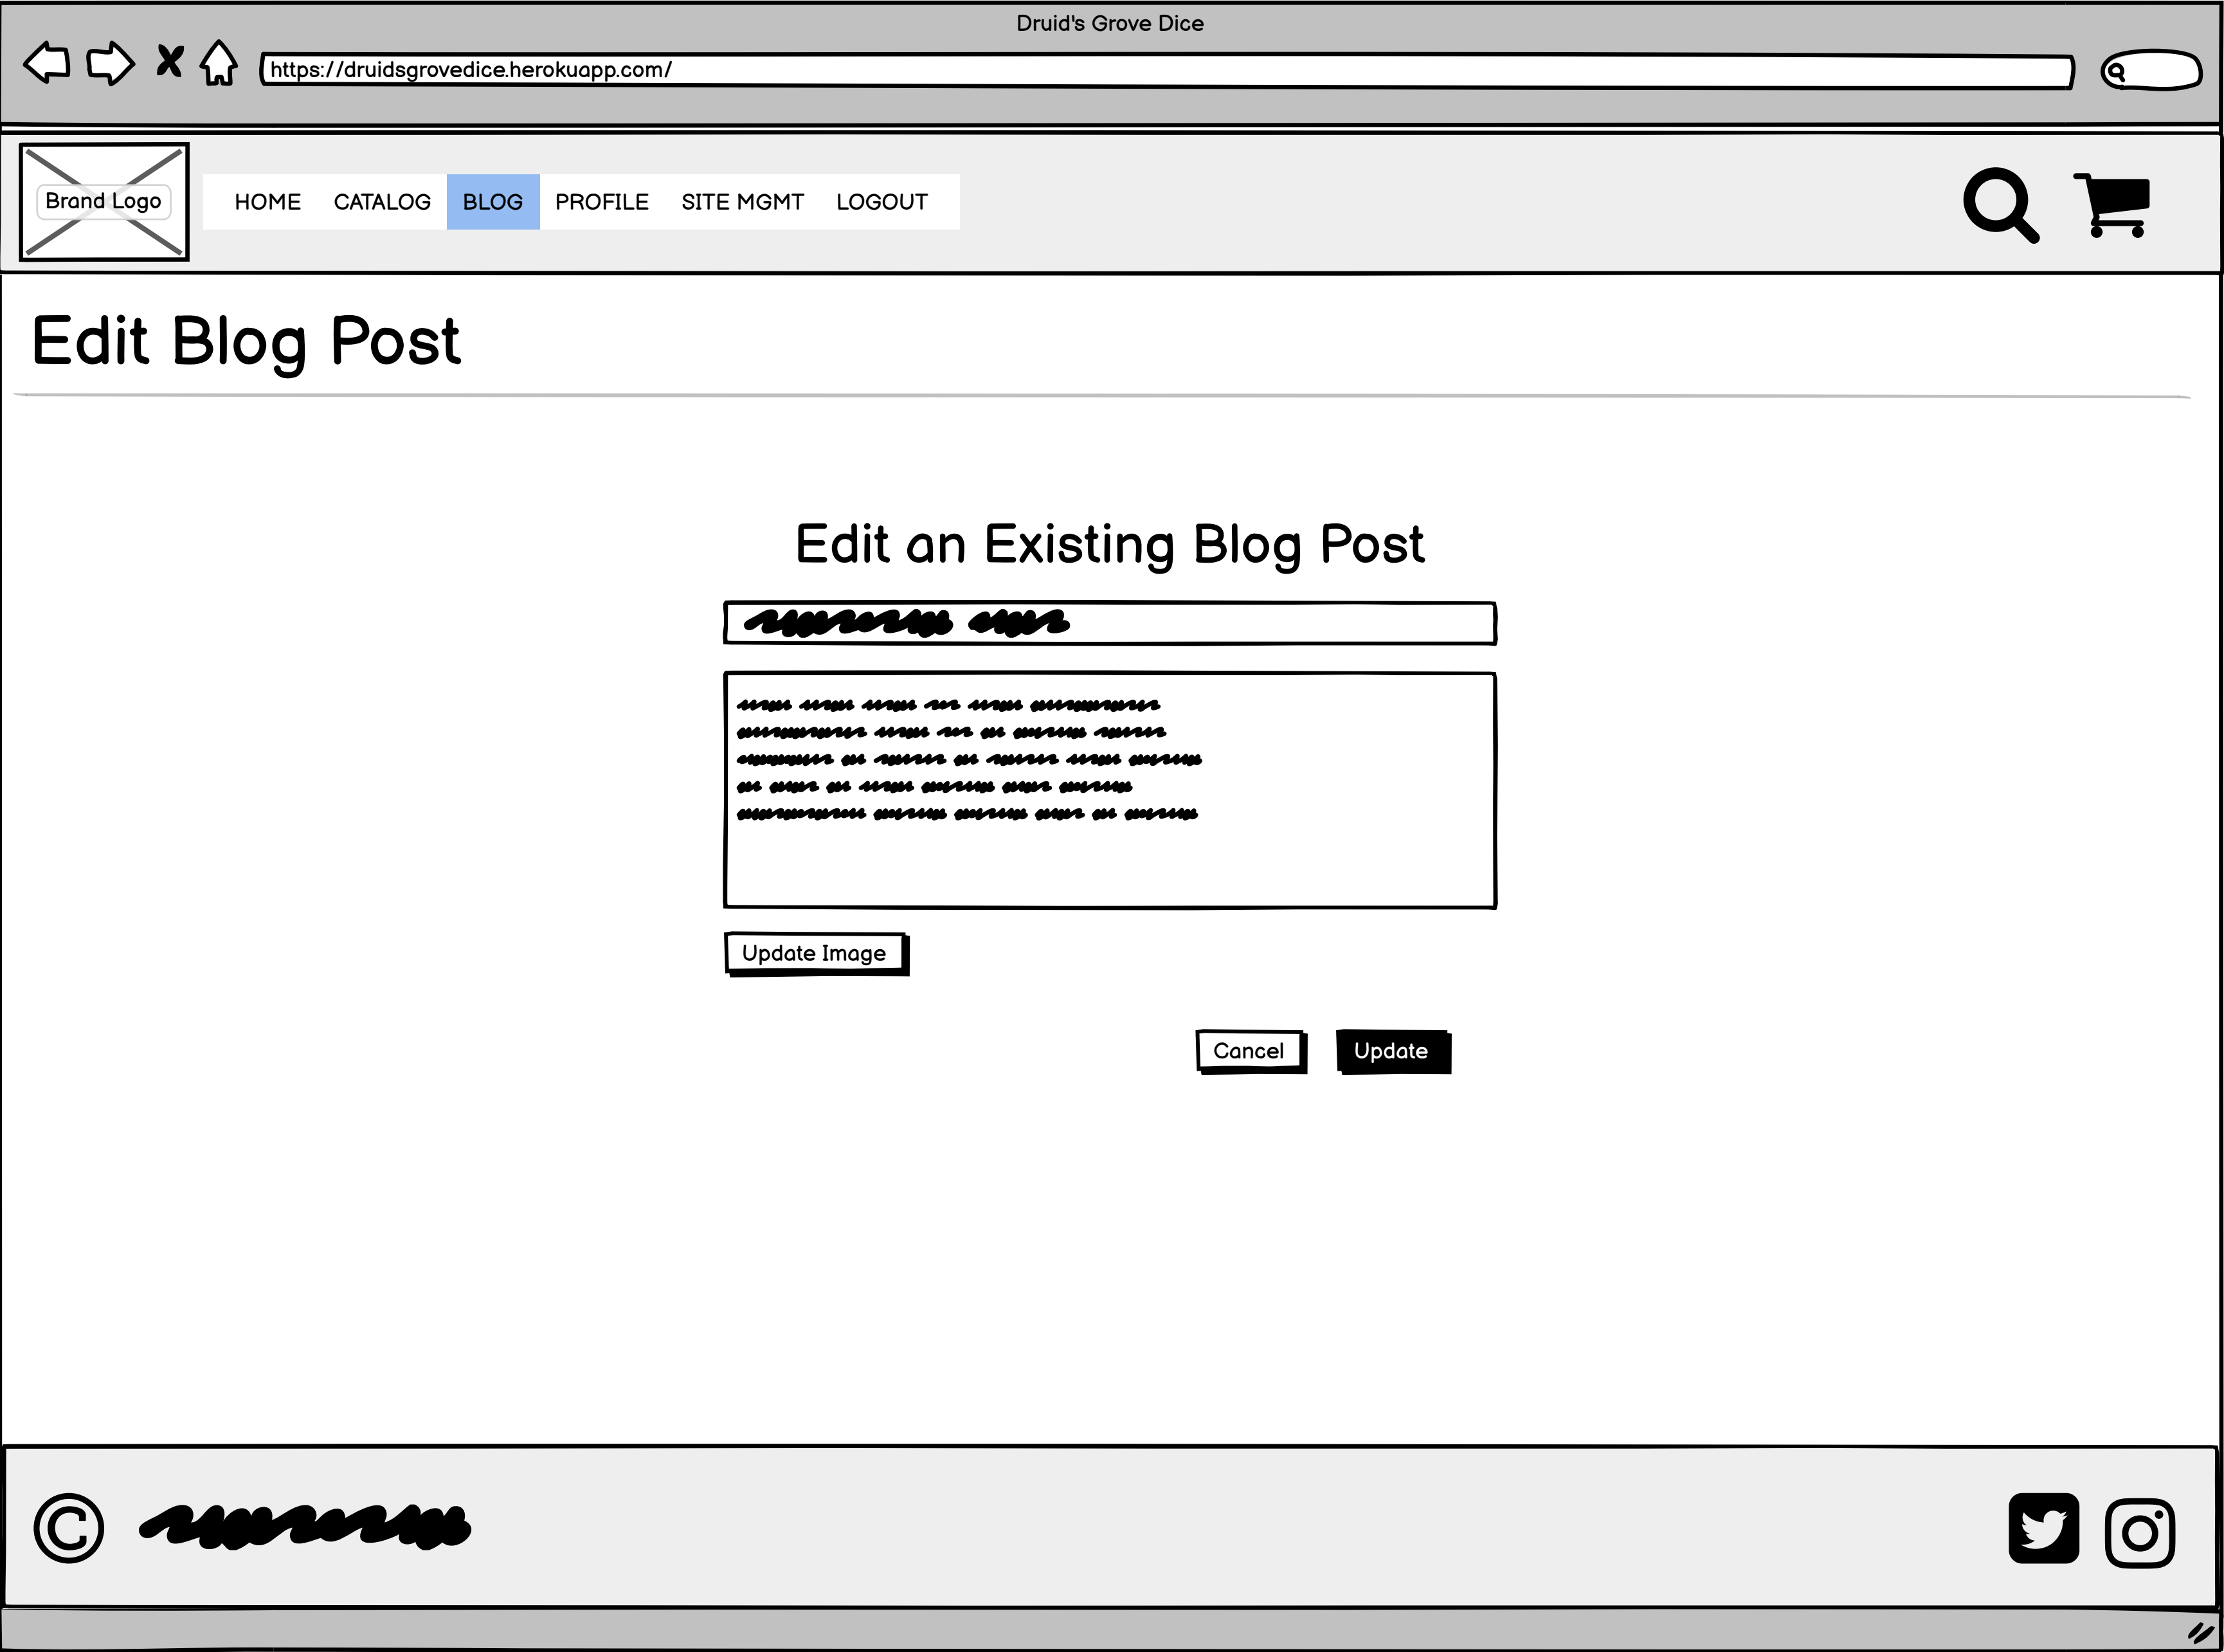 Druid's Grove Dice
https://druidsgrovedice.herokuapp.com/
Brand Logo
HOME CATALOG BLOG PROFILE SITE MGMT LOGOUT
Edit Blog Post
Edit an Existing Blog Post
Update Image
Cancel Update